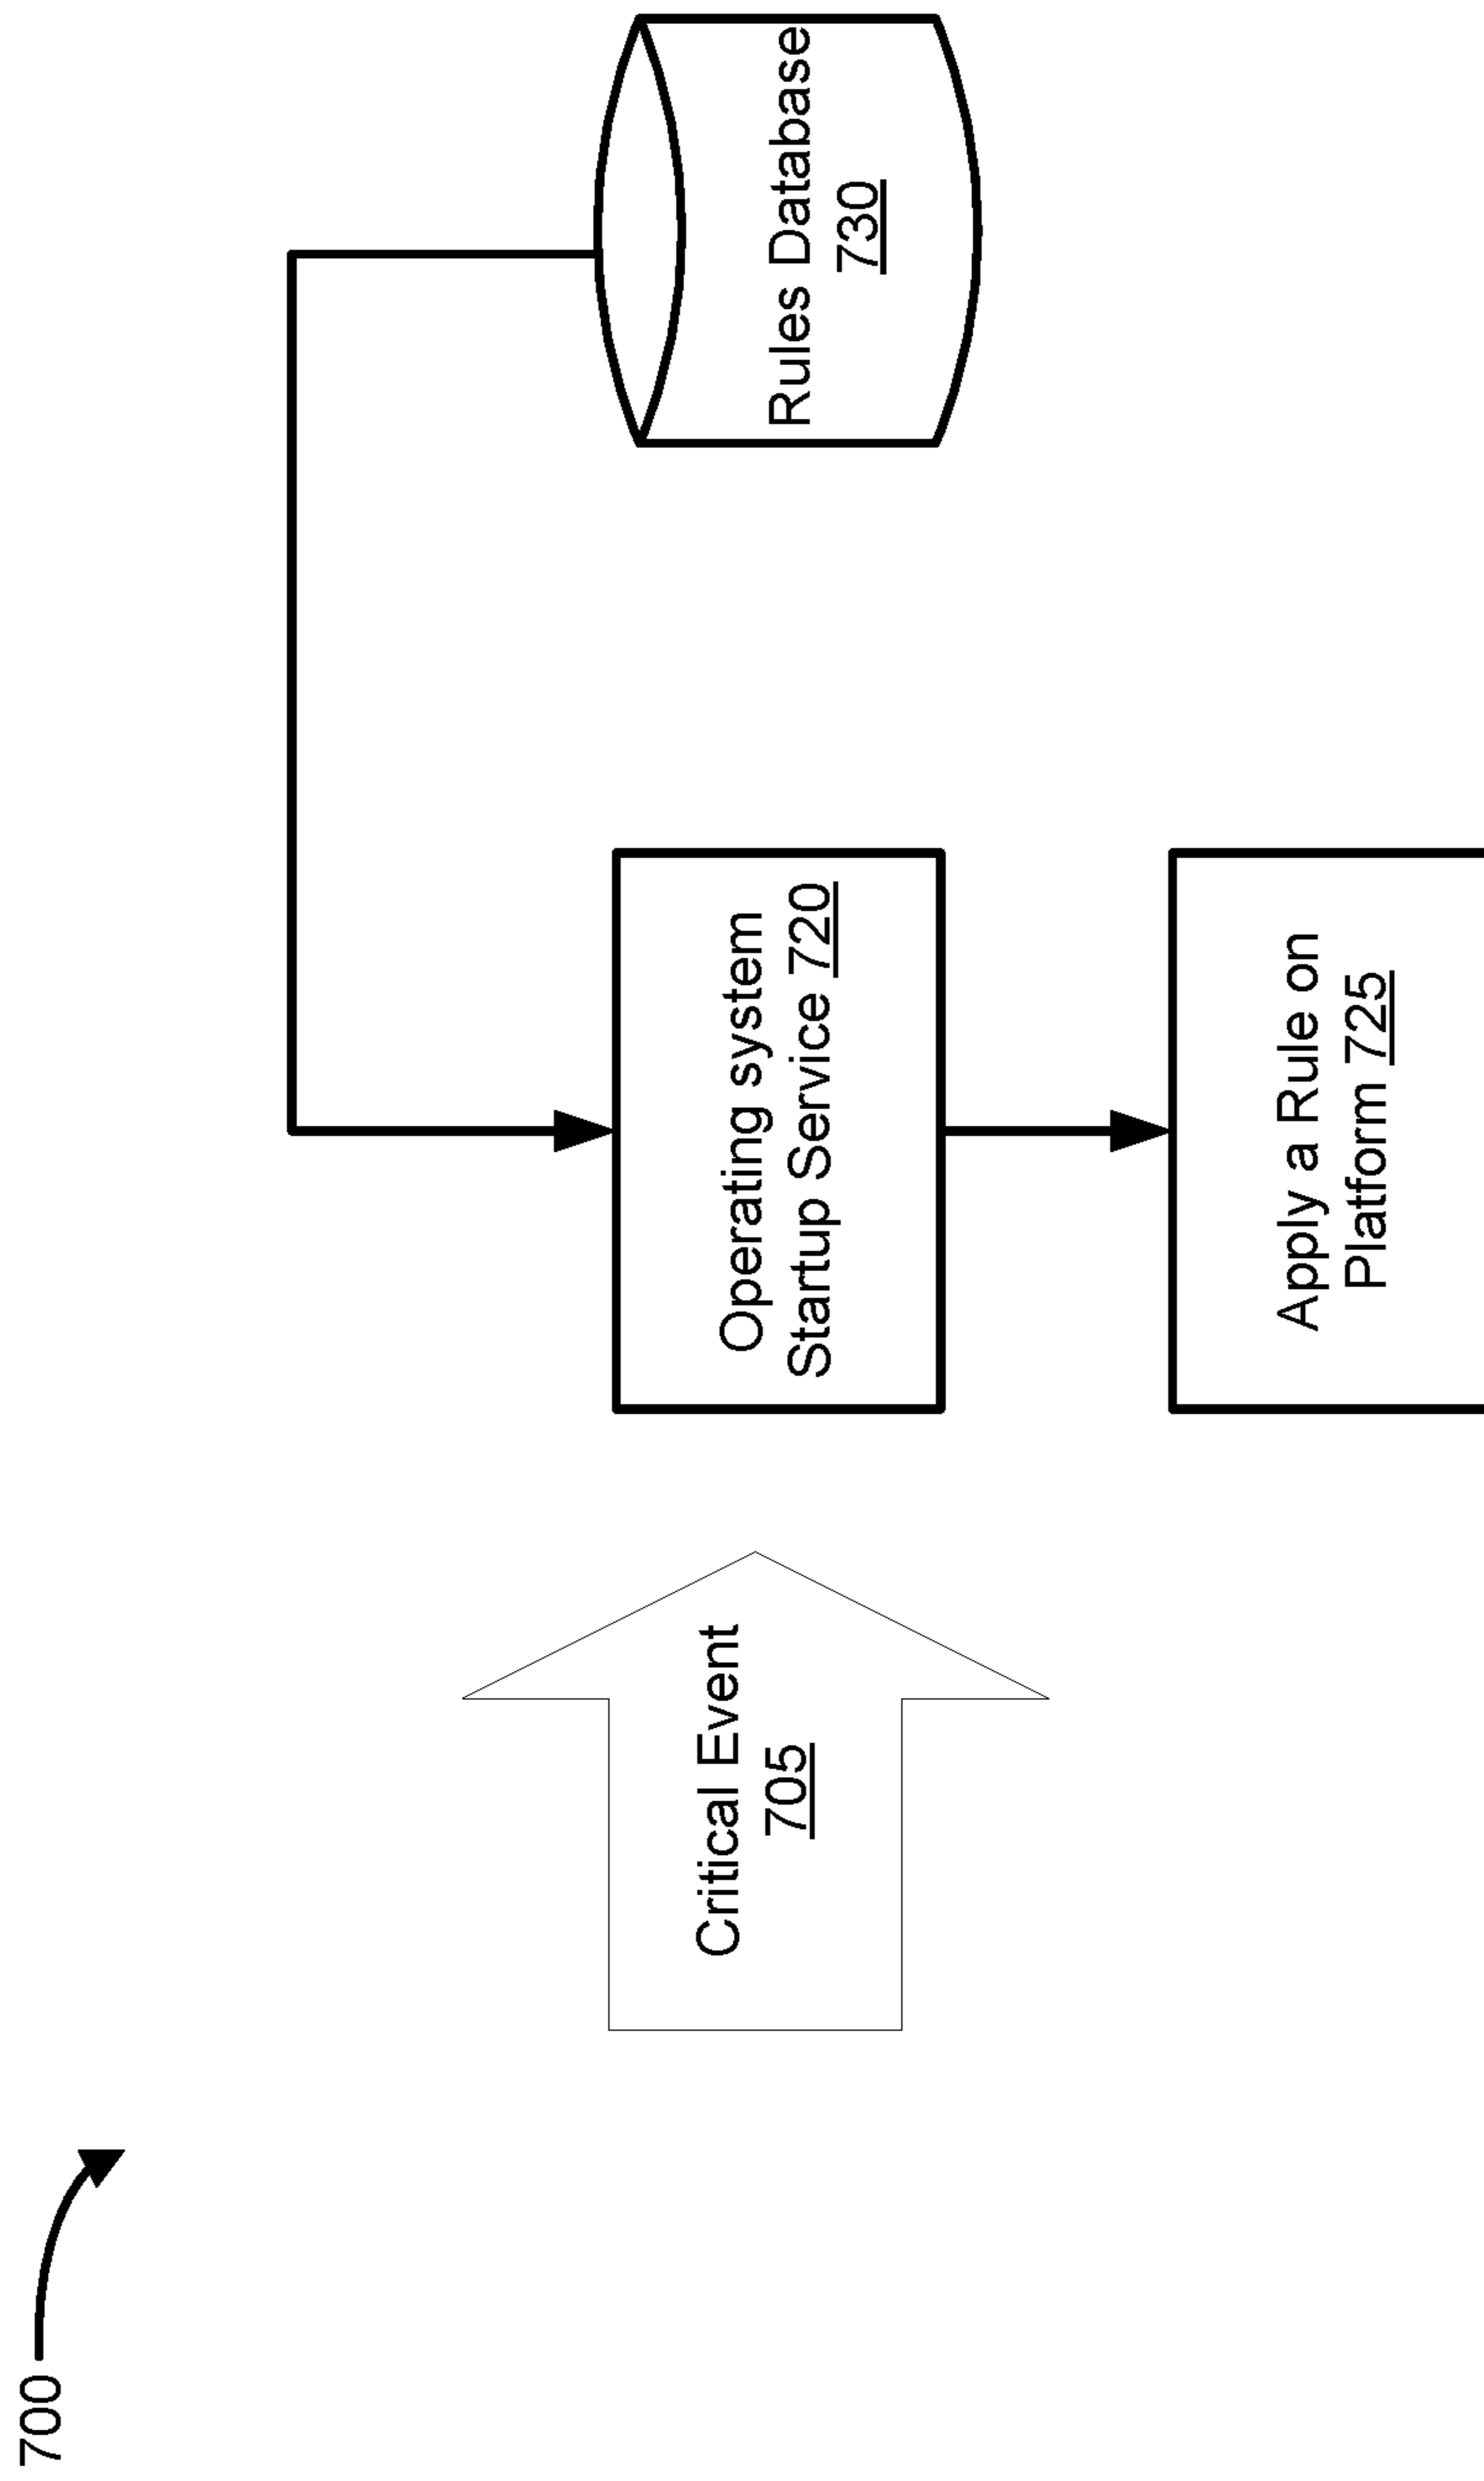 700
Critical Event
705
Operating system
Startup Service 720
Rules Database
730
Apply a Rule on
Platform 725